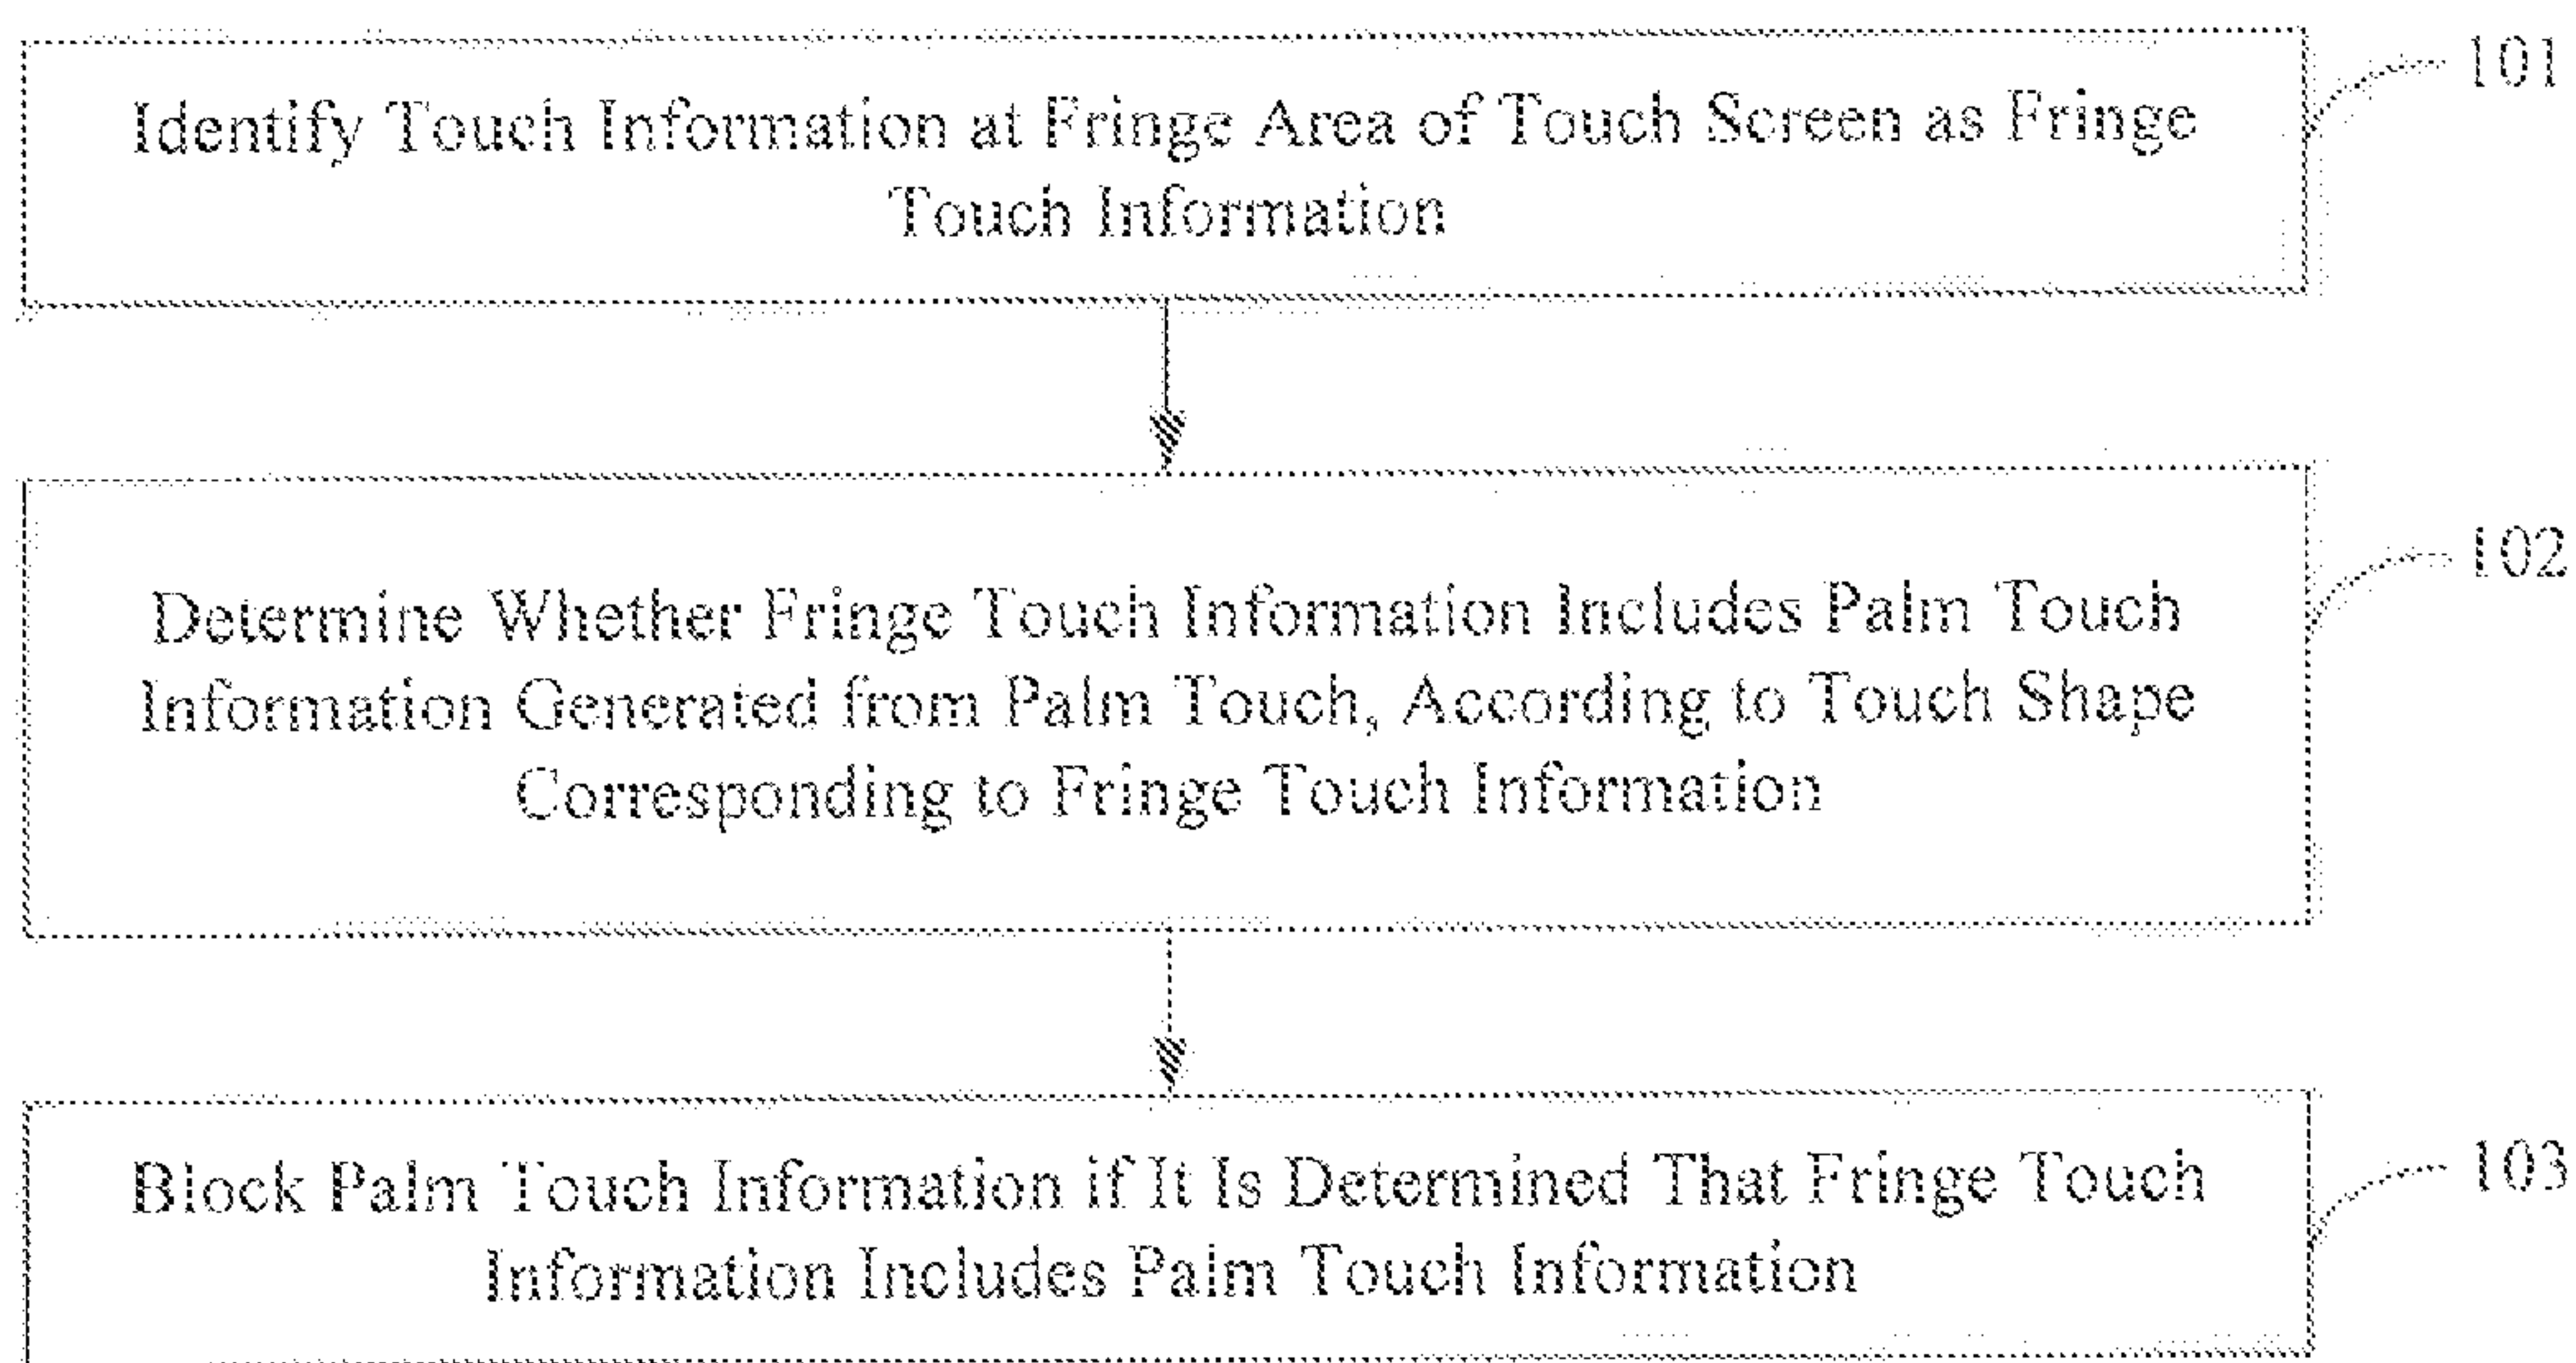 101
Identify Touch Information at Fringe Area of Touch Screen as Fringe
Touch Information
102
Determine Whether Fringe Touch Information Includes Palm Touch
Information Generated from Palm Touch, According to Touch Shape
Corresponding to Fringe Touch Information
103
Block Palm Touch Information if It Is Determined That Fringe Touch
Information Includes Palm Touch Information